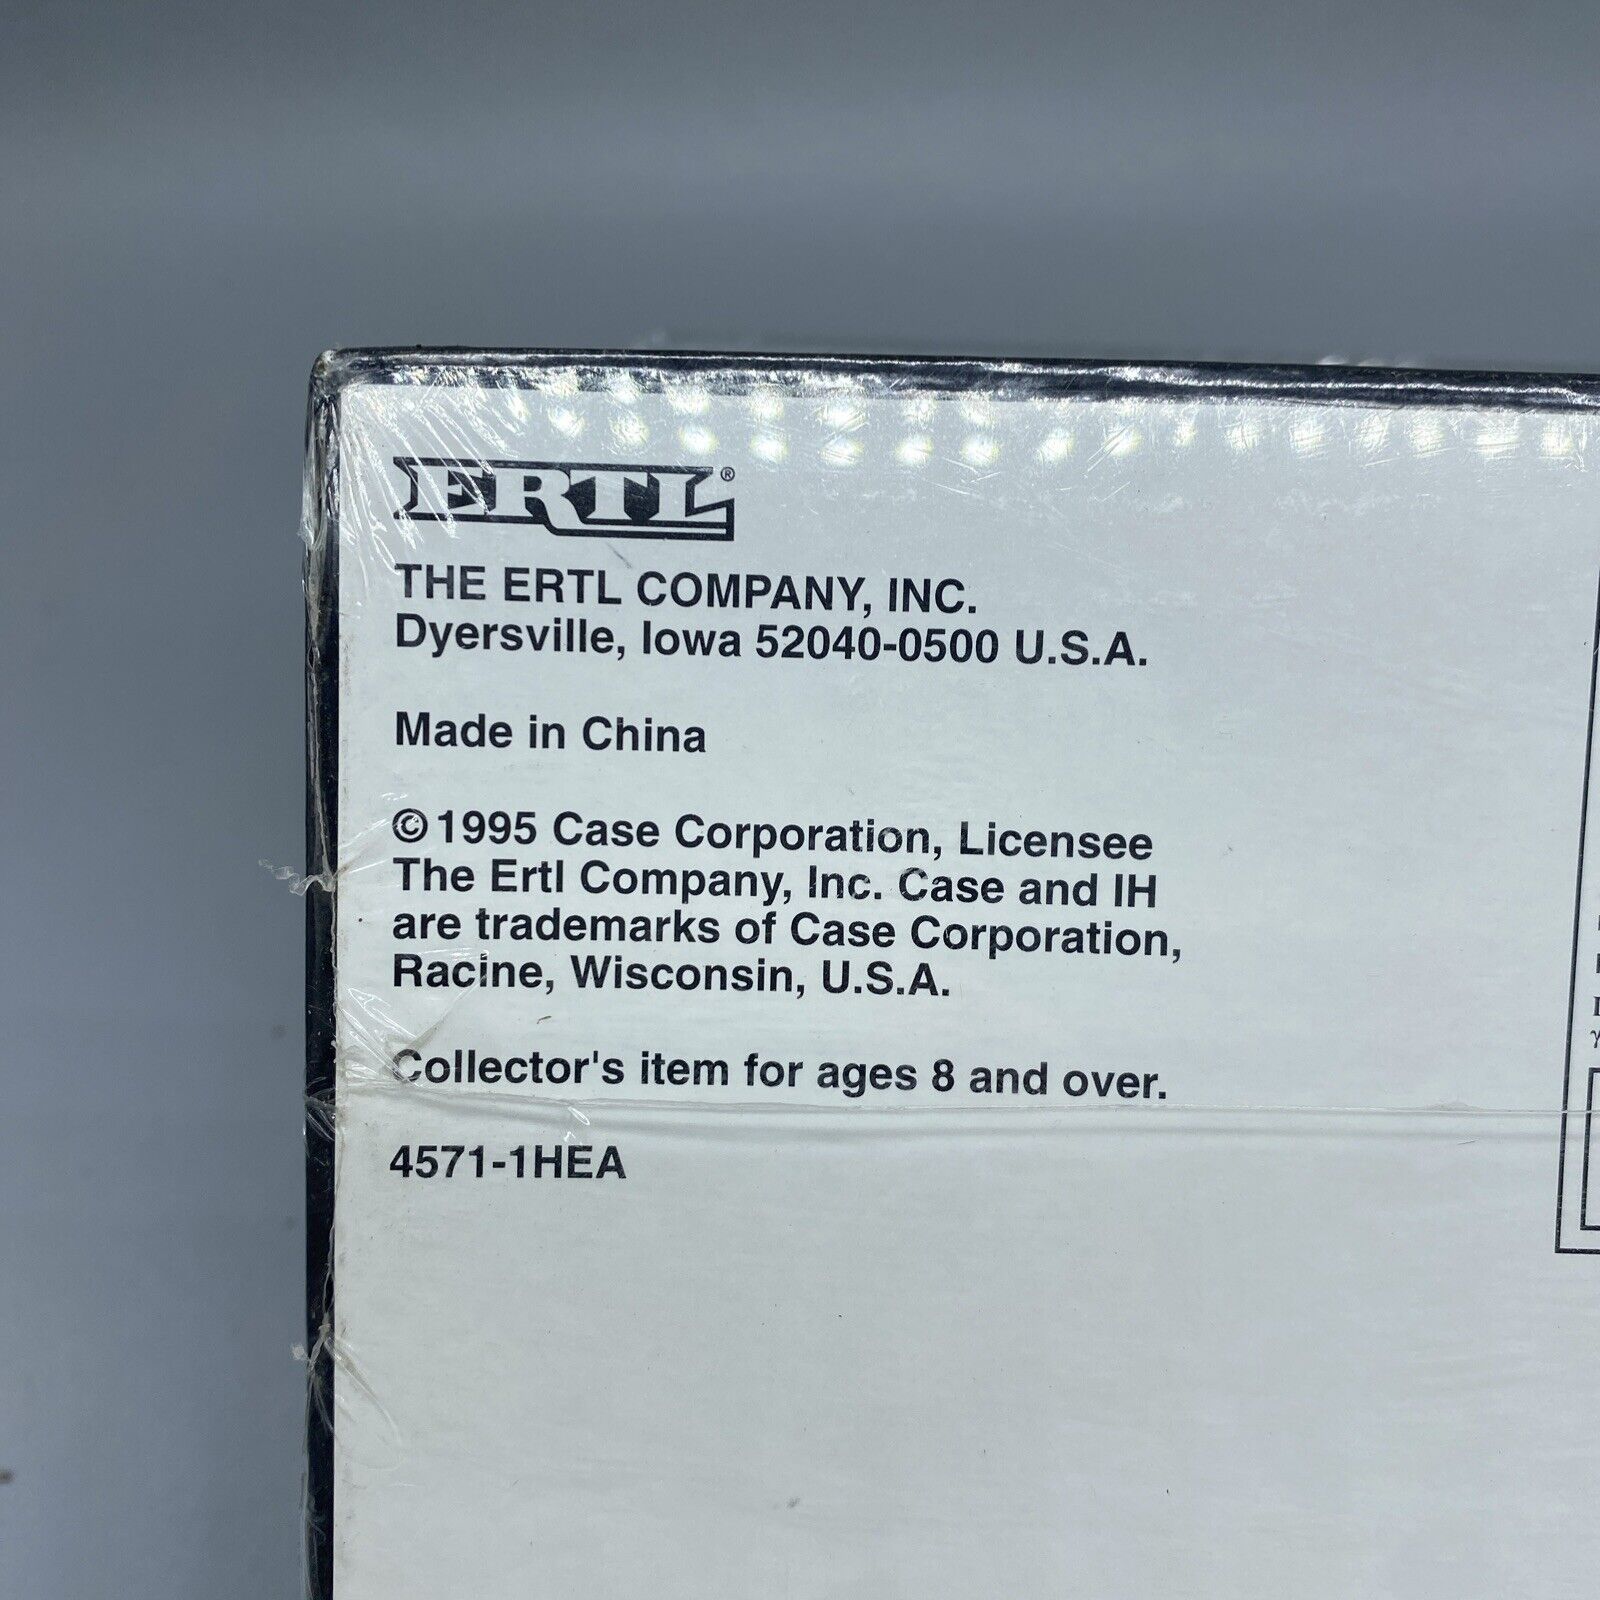 ERTL®
THE ERTL COMPANY, INC.
Dyersville, Iowa 52040-0500 U.S.A.
Made in China
©1995 Case Corporation, Licensee
The Ertl Company, Inc. Case and IH
are trademarks of Case Corporation,
Racine, Wisconsin, U.S.A.
Collector's item for ages 8 and over.
4571-1HEA